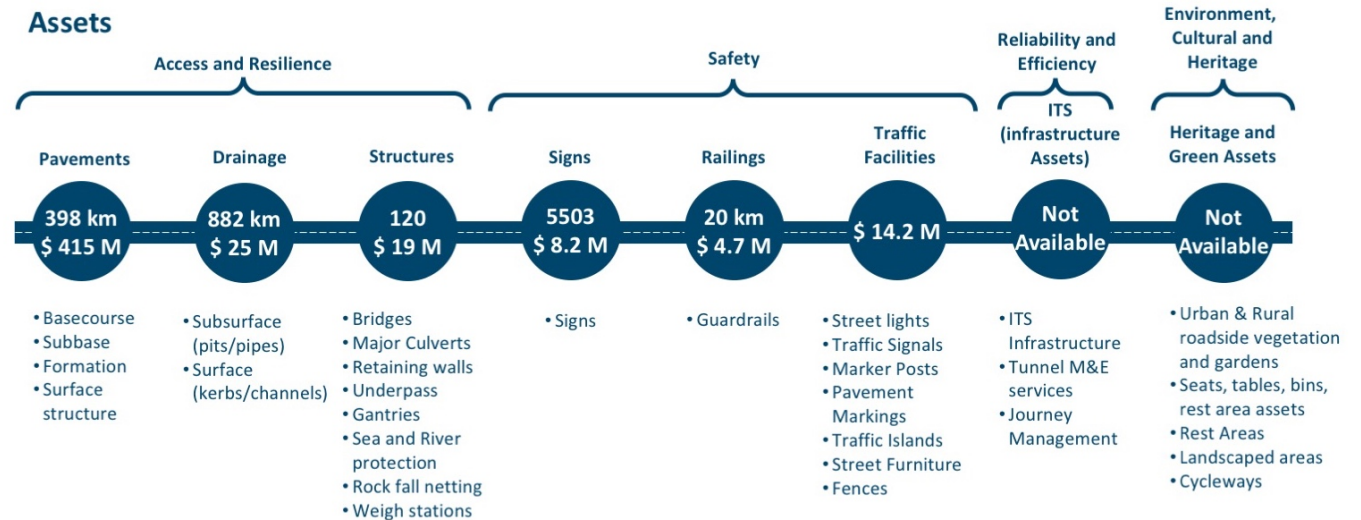 Assets
Access and Resilience
Safety
Reliability and
Efficiency
Environment,
Cultural and
Heritage
Pavements
Drainage
Structures
Signs
Railings
Traffic
Facilities
ITS
(infrastructure
Assets)
Heritage and
Green Assets
398 km
$ 415 M
882 km
$ 25 M
120
$ 19 M
5503
$ 8.2 M
20 km
$ 4.7 M
$ 14.2 M
Not
Available
Not
Available
• Basecourse
• Subbase
• Formation
• Surface
structure
• Subsurface
(pits/pipes)
• Surface
(kerbs/channels)
• Bridges
• Major Culverts
• Retaining walls
• Underpass
• Gantries
• Sea and River
protection
• Rock fall netting
• Weigh stations
• Signs
• Guardrails
• Street lights
• Traffic Signals
• Marker Posts
• Pavement
Markings
• Traffic Islands
• Street Furniture
• Fences
• ITS
Infrastructure
• Tunnel M&E
services
• Journey
Management
• Urban & Rural
roadside vegetation
and gardens
• Seats, tables, bins,
rest area assets
• Rest Areas
• Landscaped areas
• Cycleways